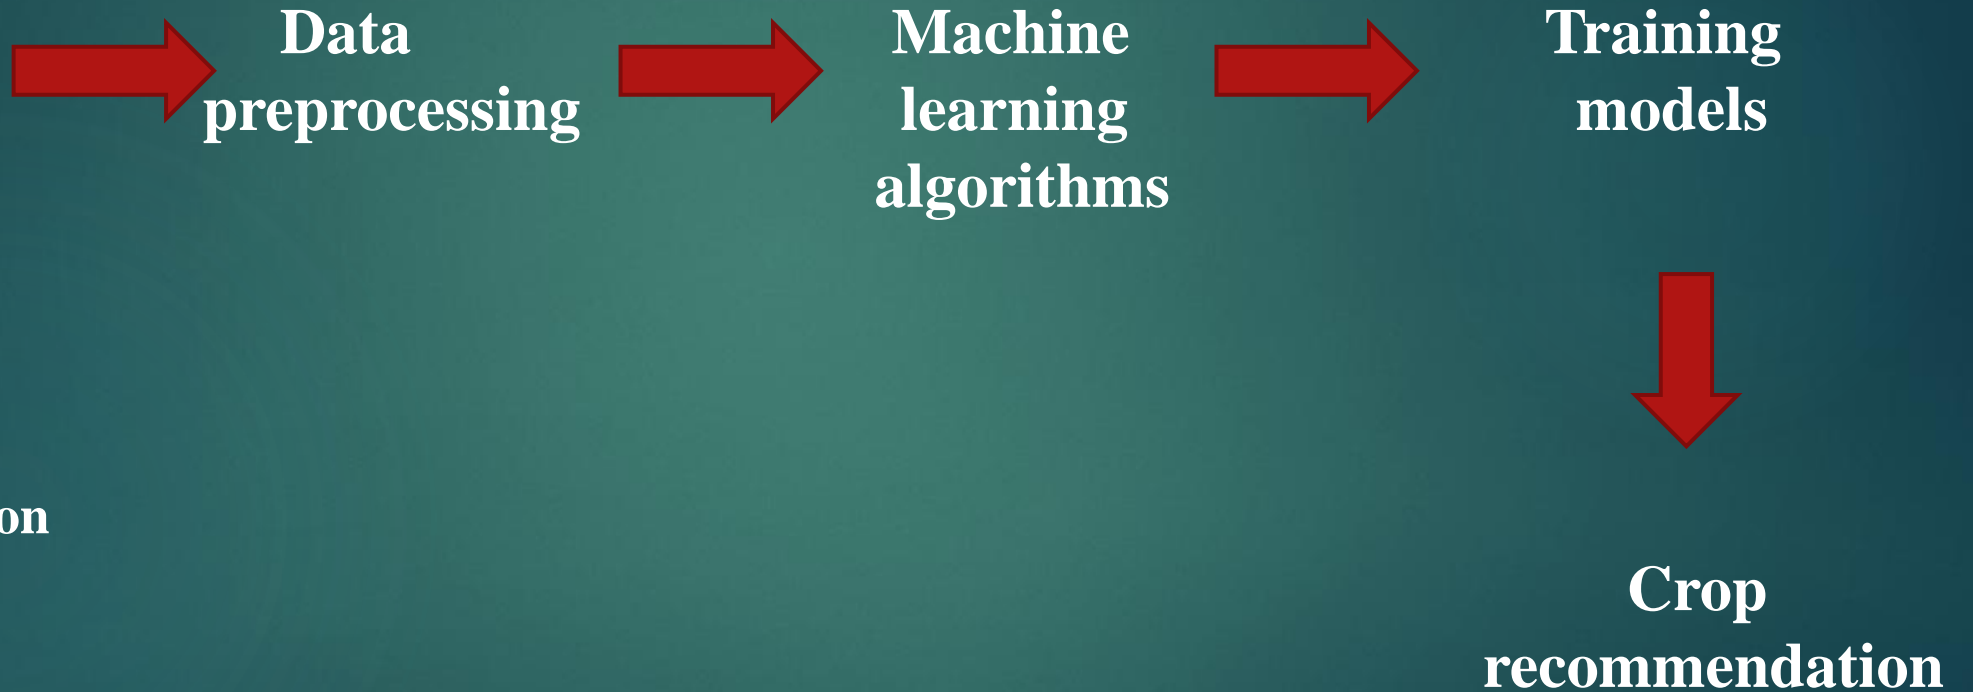 Data
preprocessing
Machine
learning
algorithms
Training
models
on
Crop
recommendation